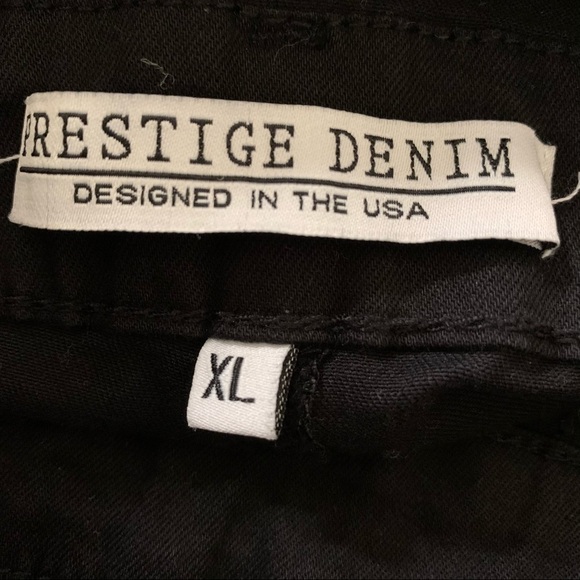 PRESTIGE DENIM
DESIGNED IN THE USA
XL